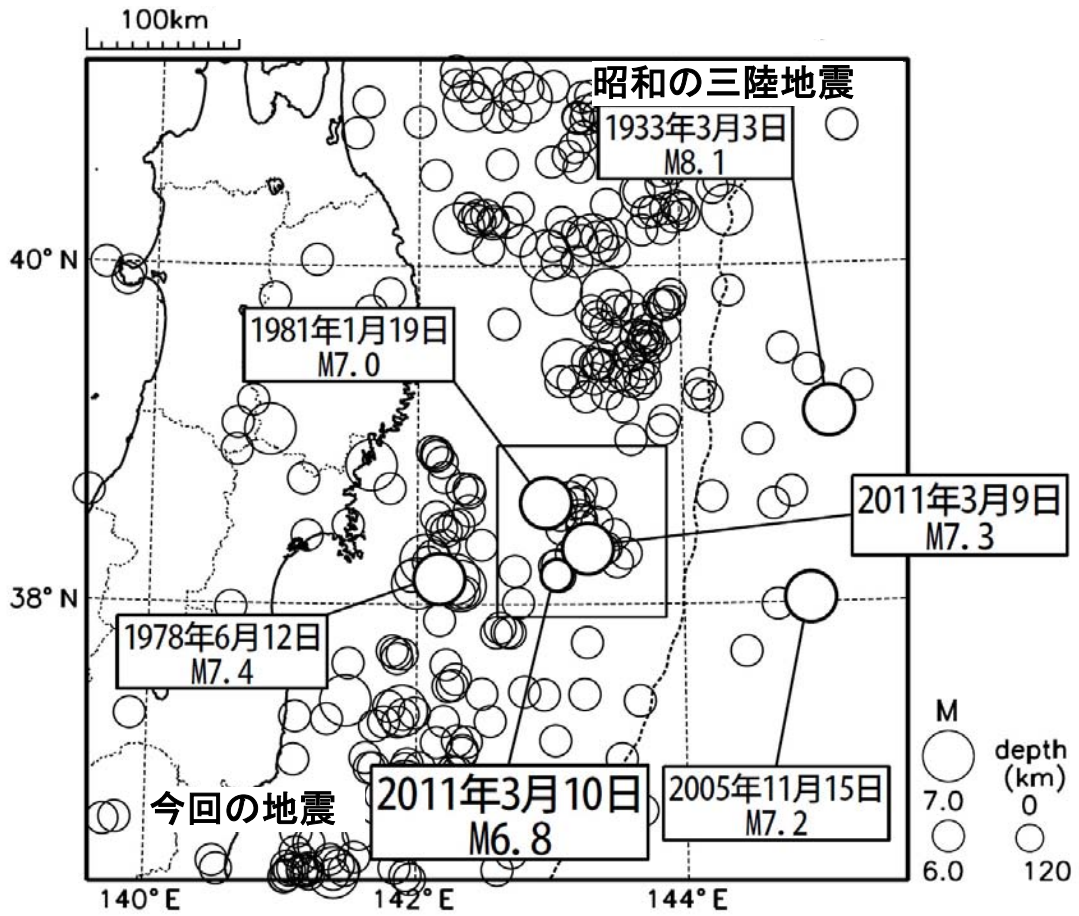 100km
昭和の三陸地震
1933年3月3日
M8.1
40°N
1981年1月19日
M7.0
2011年3月9日
M7.3
38°N
1978年6月12日
M7.4
今回の地震
2011年3月10日
M6.8
2005年11月15日
M7.2
M
7.0
6.0
depth
(km)
0
120
140°E
142°E
144°E